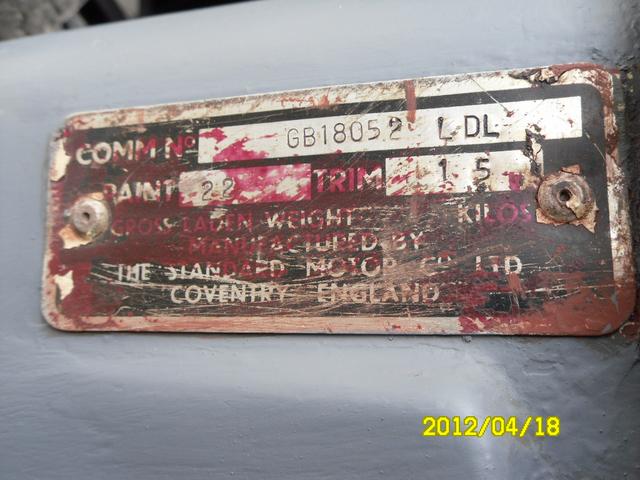 COMM Nº GB18052 LDL
PAINT 22 TRIM 15
GROSS LADEN WEIGHT KILOS
MANUFACTURED BY
THE STANDARD MOTOR CO LTD
COVENTRY ENGLAND
2012/04/18